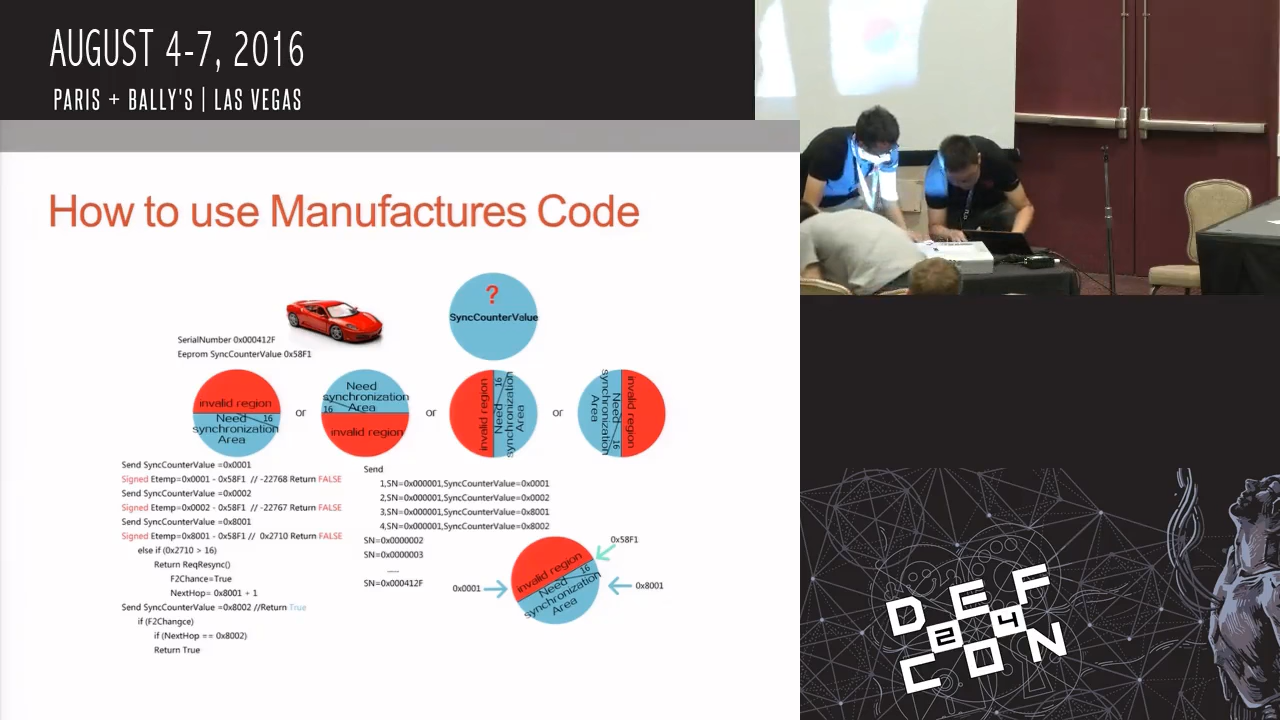 AUGUST 4-7, 2016
PARIS + BALLY'S | LAS VEGAS
How to use Manufactures Code
?
SyncCounterValue
SerialNumber 0x000412F
Eeprom SyncCounterValue 0x58F1
invalid region
Need 16
synchronization
Area
or
Need
synchronization
16 Area
invalid region
or
invalid region
16
Need
synchronization
Area
or
invalid region
Need 16
synchronization
Area
Send SyncCounterValue =0x0001
Signed Etemp=0x0001 - 0x58F1 // -22768 Return FALSE
Send SyncCounterValue =0x0002
Signed Etemp=0x0002 - 0x58F1 // -22767 Return FALSE
Send SyncCounterValue =0x8001
Signed Etemp=0x8001 - 0x58F1 // 0x2710 Return FALSE
else if (0x2710 > 16)
Return ReqResync()
F2Chance=True
NextHop= 0x8001 + 1
Send SyncCounterValue =0x8002 //Return True
if (F2Changce)
if (NextHop == 0x8002)
Return True
Send
1,SN=0x000001,SyncCounterValue=0x0001
2,SN=0x000001,SyncCounterValue=0x0002
3,SN=0x000001,SyncCounterValue=0x8001
4,SN=0x000001,SyncCounterValue=0x8002
SN=0x0000002
SN=0x0000003
......
SN=0x000412F
0x58F1
0x0001
0x8001
invalid region
16
Need
synchronization
Area
DEF
24
CON